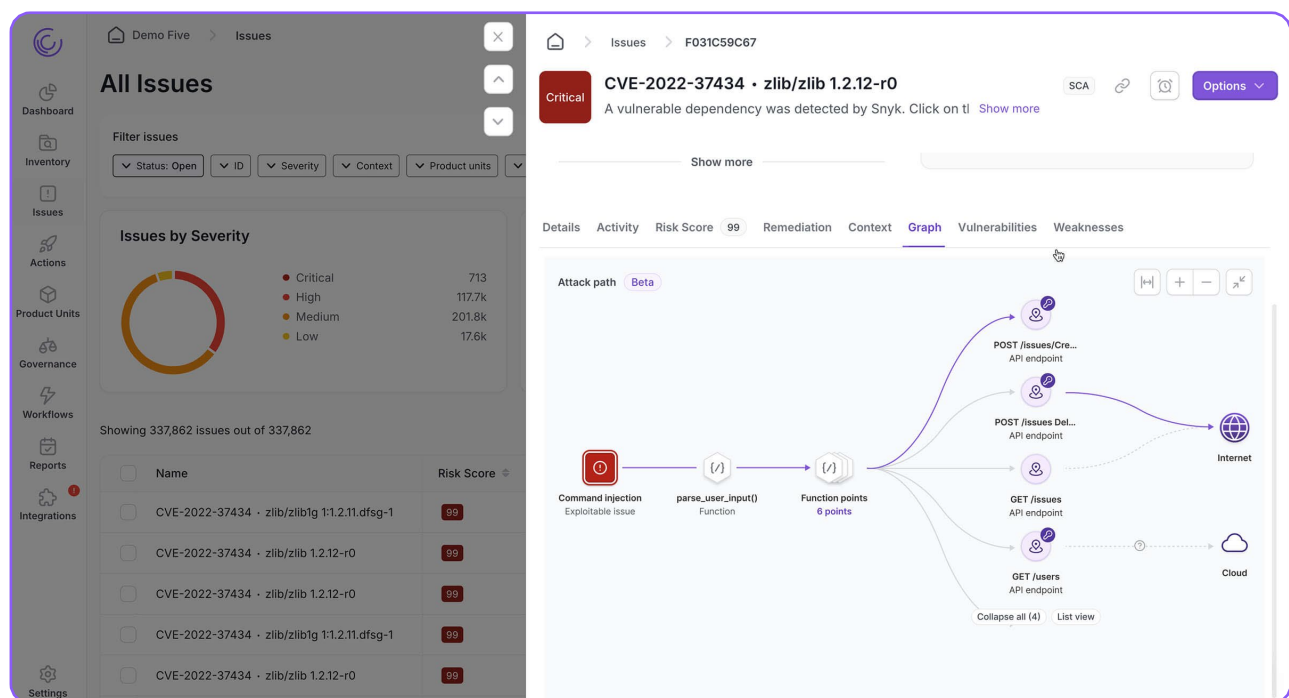 Demo Five > Issues
All Issues
Dashboard
Inventory
Issues
Actions
Product Units
Governance
Workflows
Reports
Integrations
Settings
Filter issues
Status: Open
ID
Severity
Context
Product units
Issues by Severity
Critical 713
High 117.7k
Medium 201.8k
Low 17.6k
Showing 337,862 issues out of 337,862
Name Risk Score
CVE-2022-37434 · zlib/zlib1g 1:1.2.11.dfsg-1 99
CVE-2022-37434 · zlib/zlib 1.2.12-r0 99
CVE-2022-37434 · zlib/zlib 1.2.12-r0 99
CVE-2022-37434 · zlib/zlib1g 1:1.2.11.dfsg-1 99
CVE-2022-37434 · zlib/zlib 1.2.12-r0 99
Issues > F031C59C67
Critical
CVE-2022-37434 · zlib/zlib 1.2.12-r0
A vulnerable dependency was detected by Snyk. Click on Show more
SCA
Options
Show more
Details Activity Risk Score 99 Remediation Context Graph Vulnerabilities Weaknesses
Attack path Beta
Command injection
Exploitable issue
parse_user_input()
Function
Function points
6 points
POST /issues/Cre...
API endpoint
POST /issues Del...
API endpoint
GET /issues
API endpoint
GET /users
API endpoint
Internet
Cloud
Collapse all (4) List view